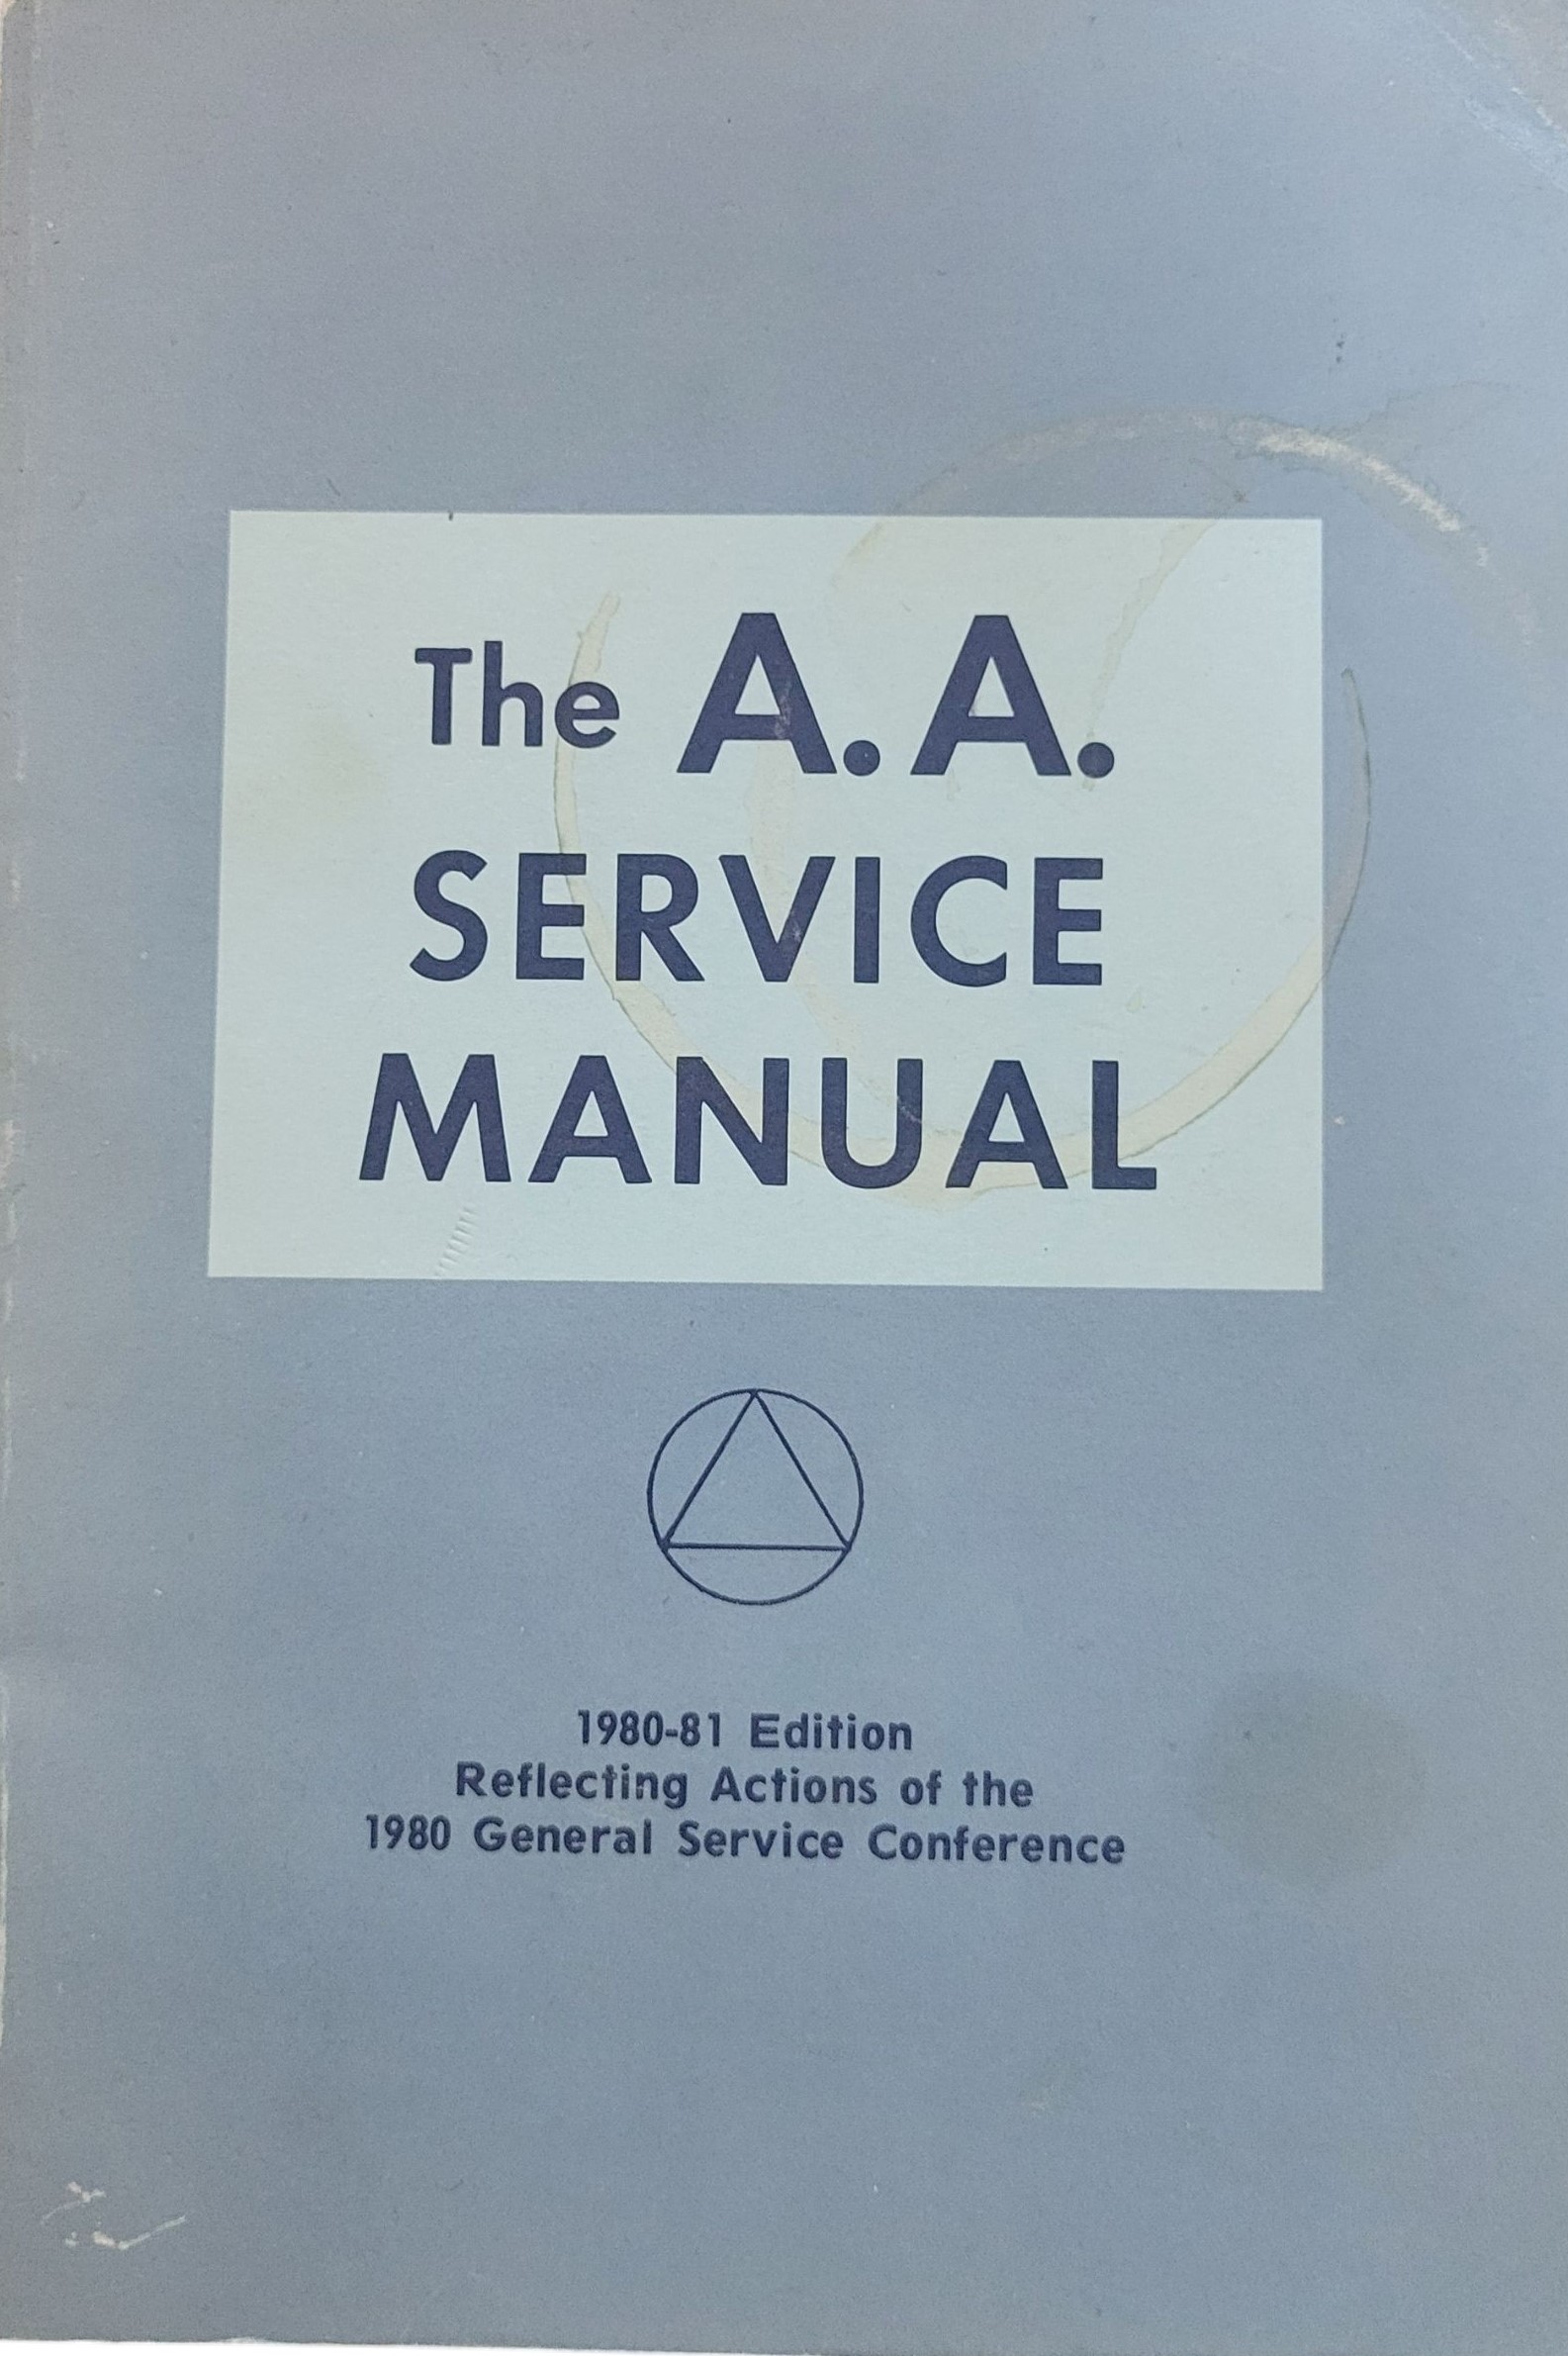 The A.A.
SERVICE
MANUAL
1980-81 Edition
Reflecting Actions of the
1980 General Service Conference